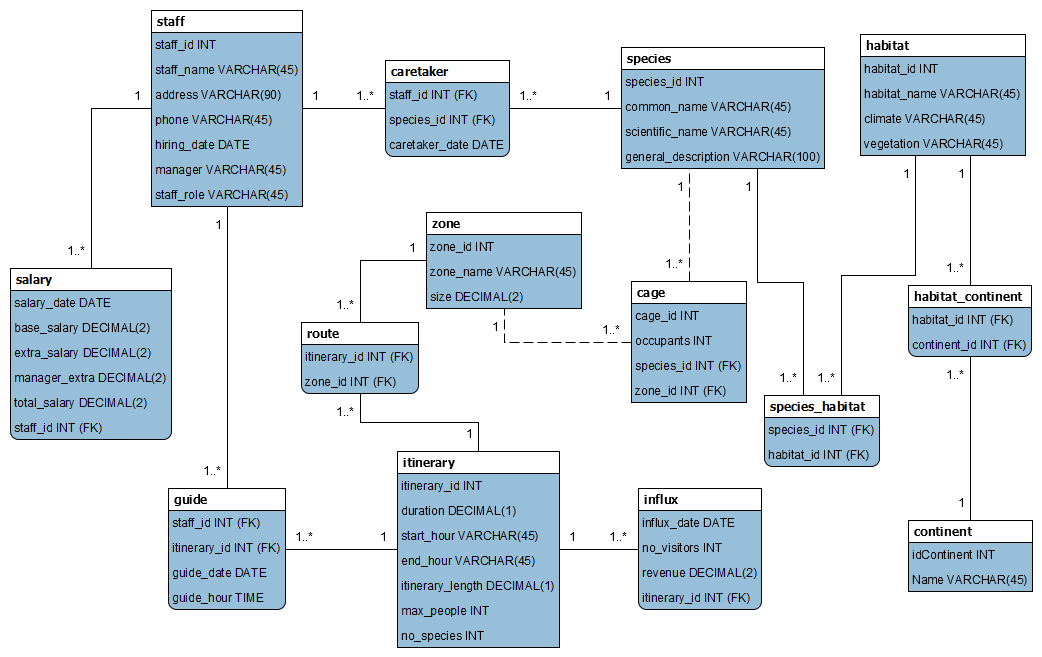 staff
staff_id INT
staff_name VARCHAR(45)
address VARCHAR(90)
phone VARCHAR(45)
hiring_date DATE
manager VARCHAR(45)
staff_role VARCHAR(45)
1
1..*
1
1..*
1
1..*
caretaker
staff_id INT (FK)
species_id INT (FK)
caretaker_date DATE
1..*
1
species
species_id INT
common_name VARCHAR(45)
scientific_name VARCHAR(45)
general_description VARCHAR(100)
1
1..*
1
1..*
habitat
habitat_id INT
habitat_name VARCHAR(45)
climate VARCHAR(45)
vegetation VARCHAR(45)
1
1..*
1
1..*
salary
salary_date DATE
base_salary DECIMAL(2)
extra_salary DECIMAL(2)
manager_extra DECIMAL(2)
total_salary DECIMAL(2)
staff_id INT (FK)
zone
zone_id INT
zone_name VARCHAR(45)
size DECIMAL(2)
1
1..*
1
1..*
cage
cage_id INT
occupants INT
species_id INT (FK)
zone_id INT (FK)
habitat_continent
habitat_id INT (FK)
continent_id INT (FK)
1..*
1
route
itinerary_id INT (FK)
zone_id INT (FK)
1..*
1
species_habitat
species_id INT (FK)
habitat_id INT (FK)
guide
staff_id INT (FK)
itinerary_id INT (FK)
guide_date DATE
guide_hour TIME
1..*
1
itinerary
itinerary_id INT
duration DECIMAL(1)
start_hour VARCHAR(45)
end_hour VARCHAR(45)
itinerary_length DECIMAL(1)
max_people INT
no_species INT
1
1..*
influx
influx_date DATE
no_visitors INT
revenue DECIMAL(2)
itinerary_id INT (FK)
continent
idContinent INT
Name VARCHAR(45)